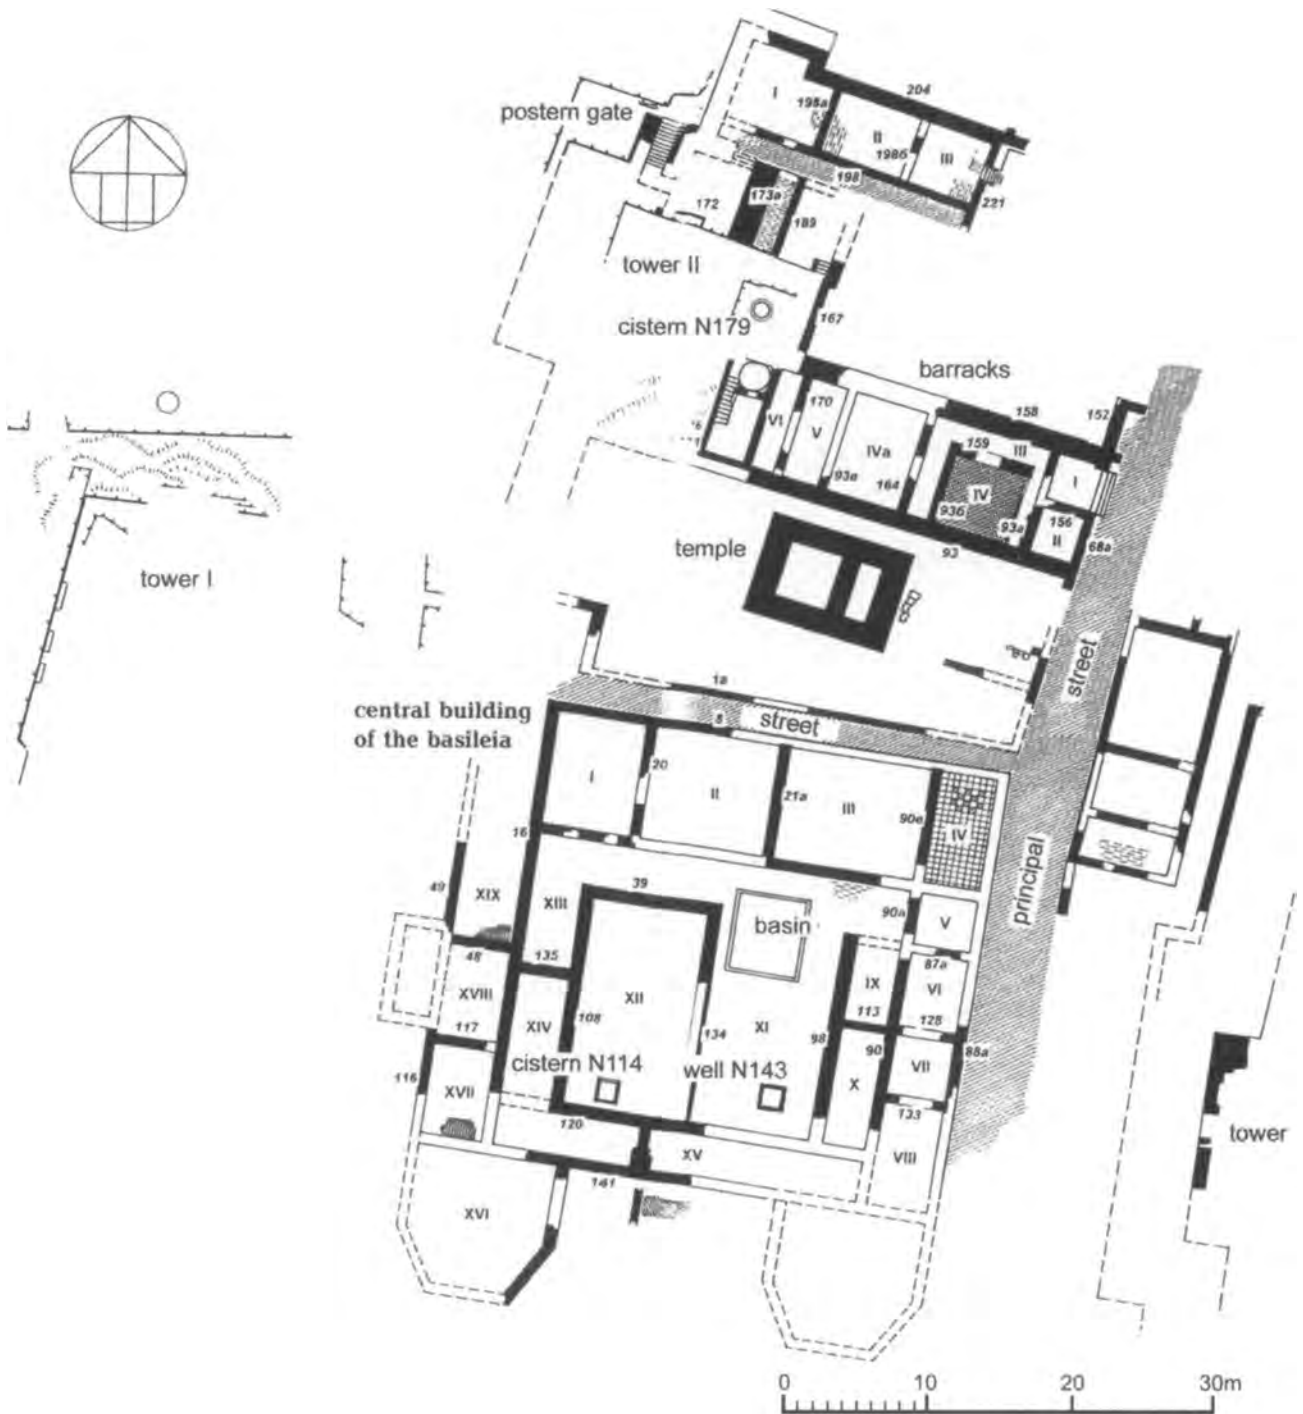 204
I
postern gate
195a
II
198б
III
198
172
173a
189
221
tower II
cistern N179
167
barracks
170
158
152
VI
V
159
III
IVa
I
IV
93в
164
93б
93a
156
II
temple
93
68a
tower I
street
1a
central building
of the basileia
8
street
20
I
II
21a
III
90в
IV
16
principal
49
39
XIX
XIII
basin
90a
V
48
135
87a
IX
VI
XVIII
XII
113
128
117
XIV
108
134
XI
98
90
88a
cistern N114
well N143
VII
116
XVII
X
133
120
XV
VIII
tower
141
XVI
0 10 20 30m